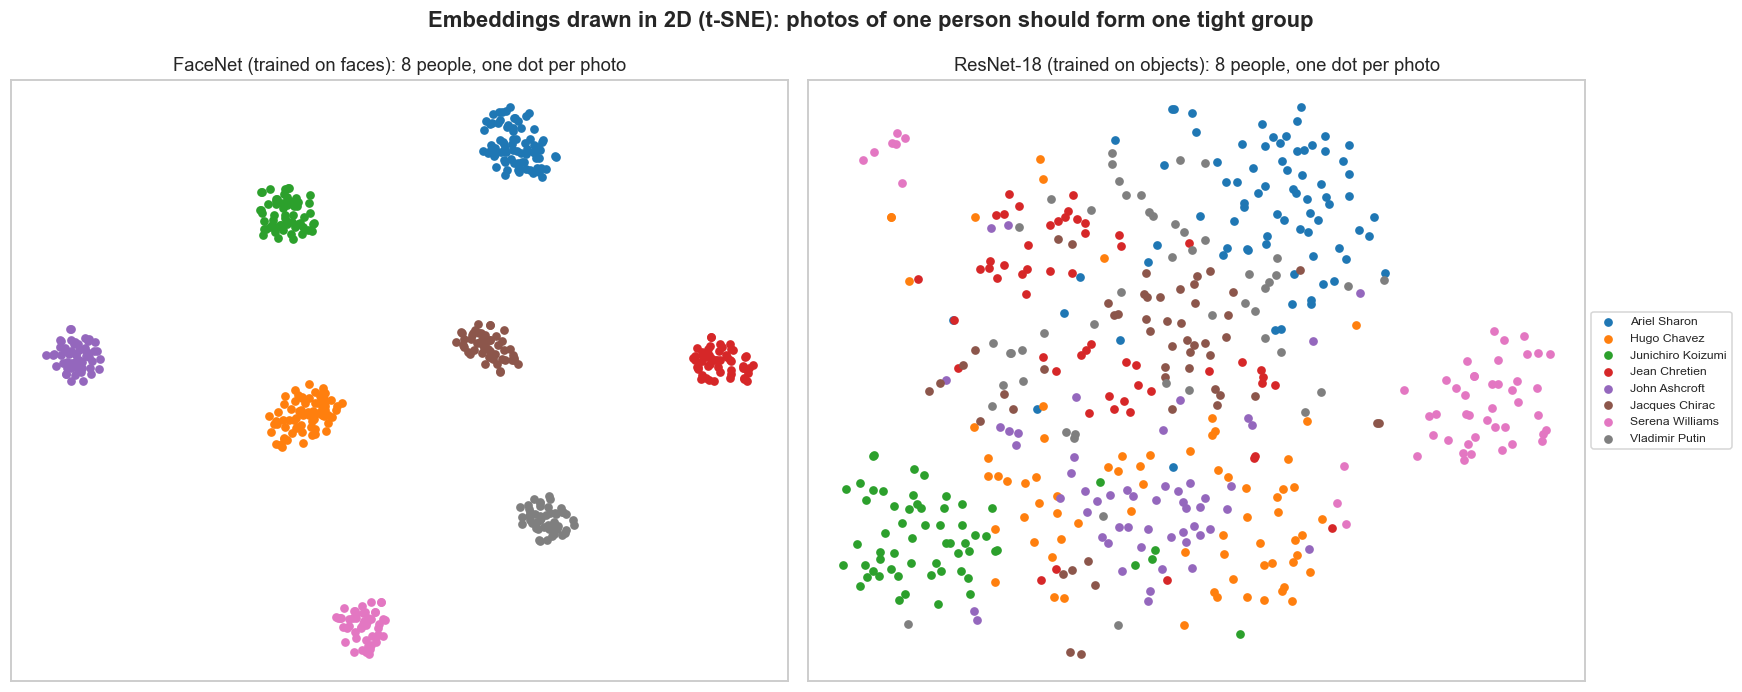 Embeddings drawn in 2D (t-SNE): photos of one person should form one tight group
FaceNet (trained on faces): 8 people, one dot per photo
ResNet-18 (trained on objects): 8 people, one dot per photo
Ariel Sharon
Hugo Chavez
Junichiro Koizumi
Jean Chretien
John Ashcroft
Jacques Chirac
Serena Williams
Vladimir Putin